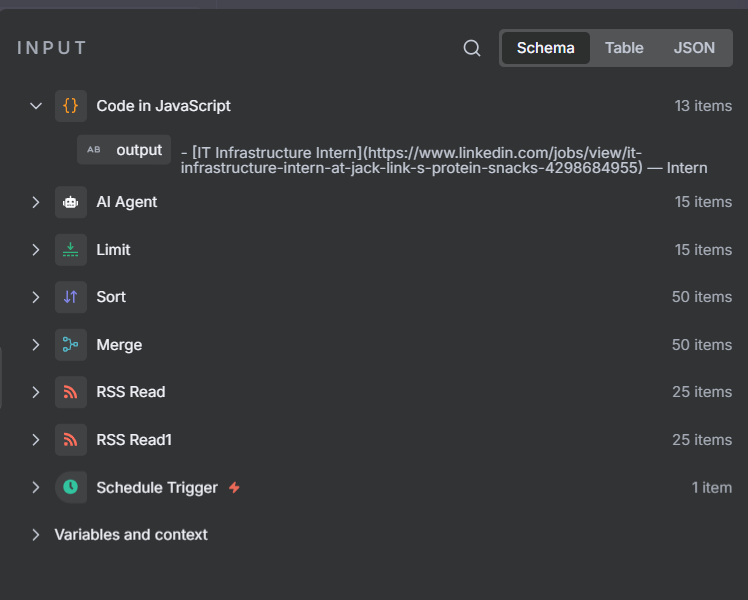 INPUT
Schema Table JSON
{} Code in JavaScript 13 items
AB output - [IT Infrastructure Intern](https://www.linkedin.com/jobs/view/it-
infrastructure-intern-at-jack-link-s-protein-snacks-4298684955) — Intern
AI Agent 15 items
Limit 15 items
Sort 50 items
Merge 50 items
RSS Read 25 items
RSS Read1 25 items
Schedule Trigger 1 item
Variables and context